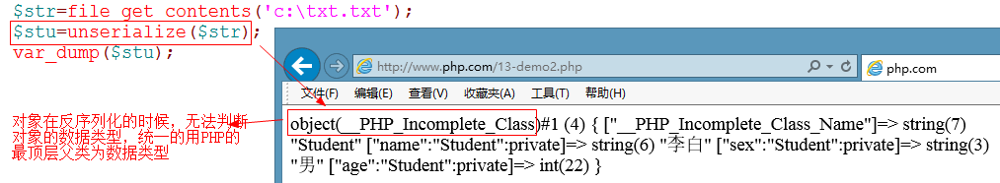 $str=file_get_contents('c:\txt.txt');
$stu=unserialize($str);
var_dump($stu);
http://www.php.com/13-demo2.php
php.com
文件(F) 编辑(E) 查看(V) 收藏夹(A) 工具(T) 帮助(H)
对象在反序列化的时候，无法判断
对象的数据类型，统一的用PHP的
最顶层父类为数据类型
object(__PHP_Incomplete_Class)#1 (4) { ["__PHP_Incomplete_Class_Name"]=> string(7)
"Student" ["name":"Student":private]=> string(6) "李白" ["sex":"Student":private]=> string(3)
"男" ["age":"Student":private]=> int(22) }